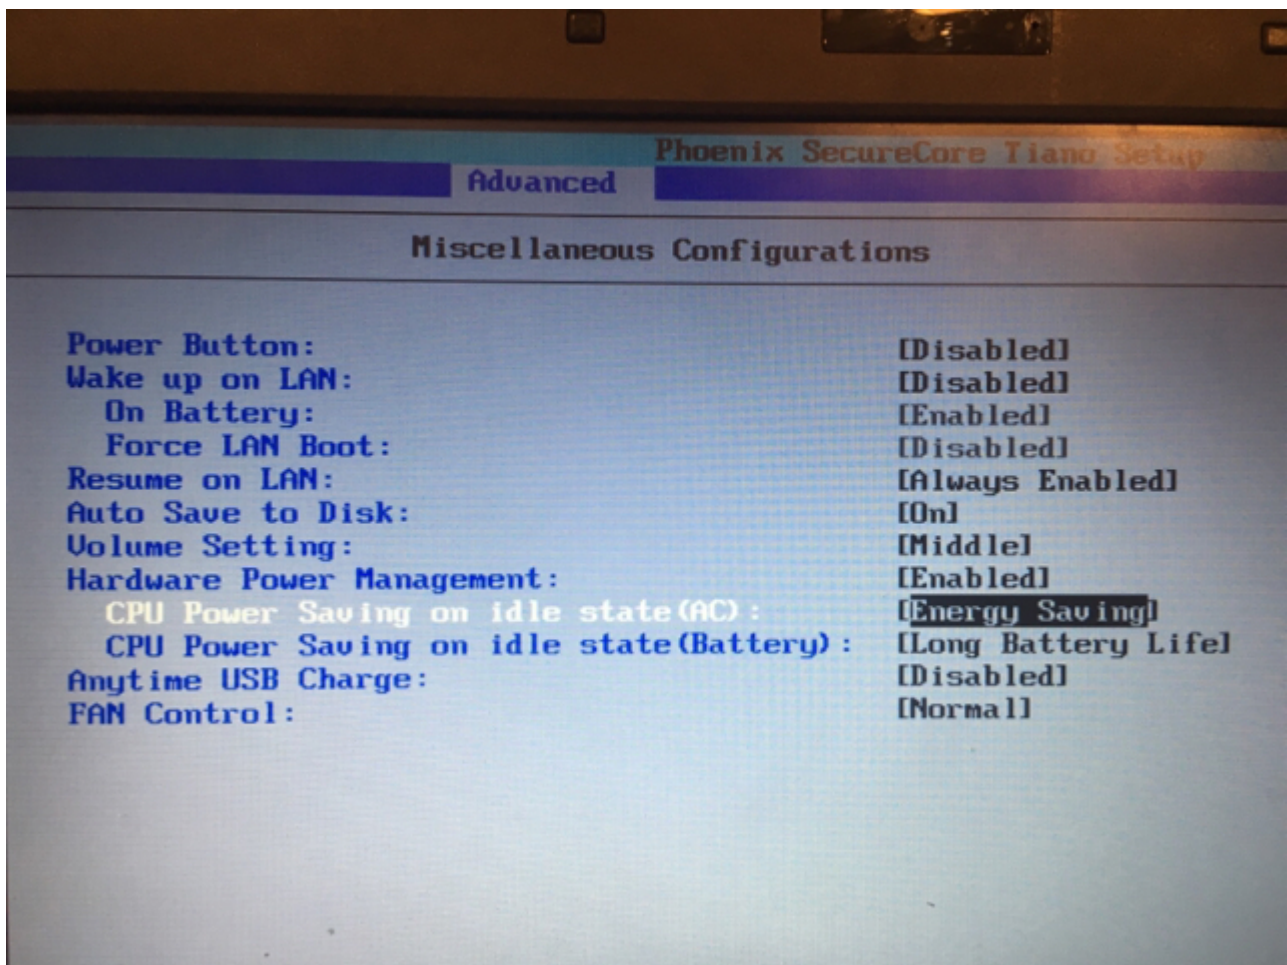 Phoenix SecureCore Tiano Setup
Advanced
Miscellaneous Configurations
Power Button: [Disabled]
Wake up on LAN: [Disabled]
On Battery: [Enabled]
Force LAN Boot: [Disabled]
Resume on LAN: [Always Enabled]
Auto Save to Disk: [On]
Volume Setting: [Middle]
Hardware Power Management: [Enabled]
CPU Power Saving on idle state(AC): [Energy Saving]
CPU Power Saving on idle state(Battery): [Long Battery Life]
Anytime USB Charge: [Disabled]
FAN Control: [Normal]